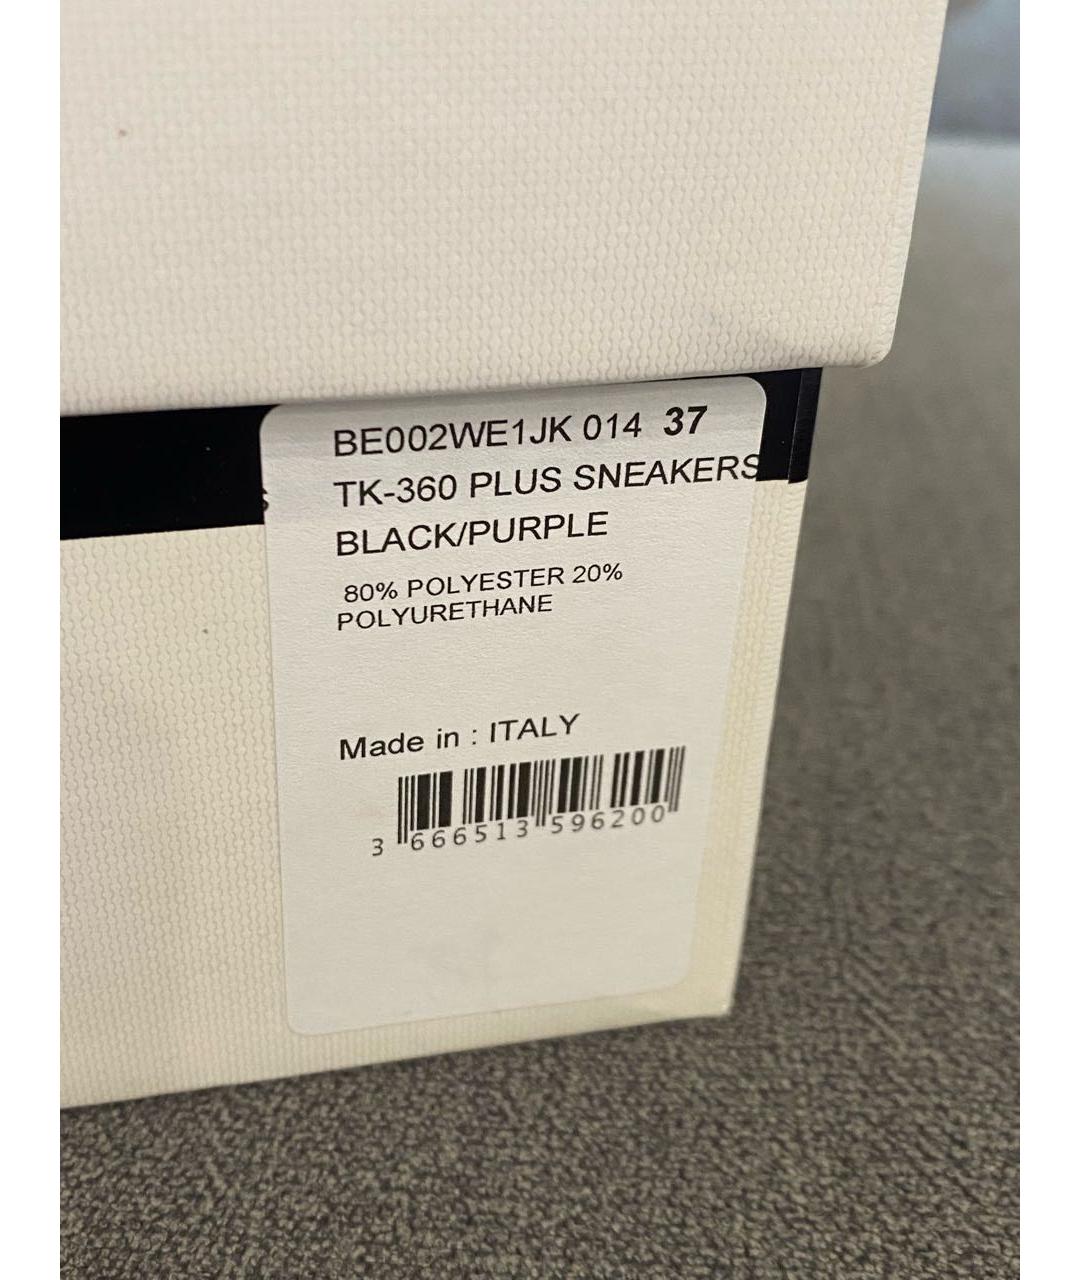 BE002WE1JK 014 37
TK-360 PLUS SNEAKERS
BLACK/PURPLE
80% POLYESTER 20%
POLYURETHANE
Made in : ITALY
3 666513 596200